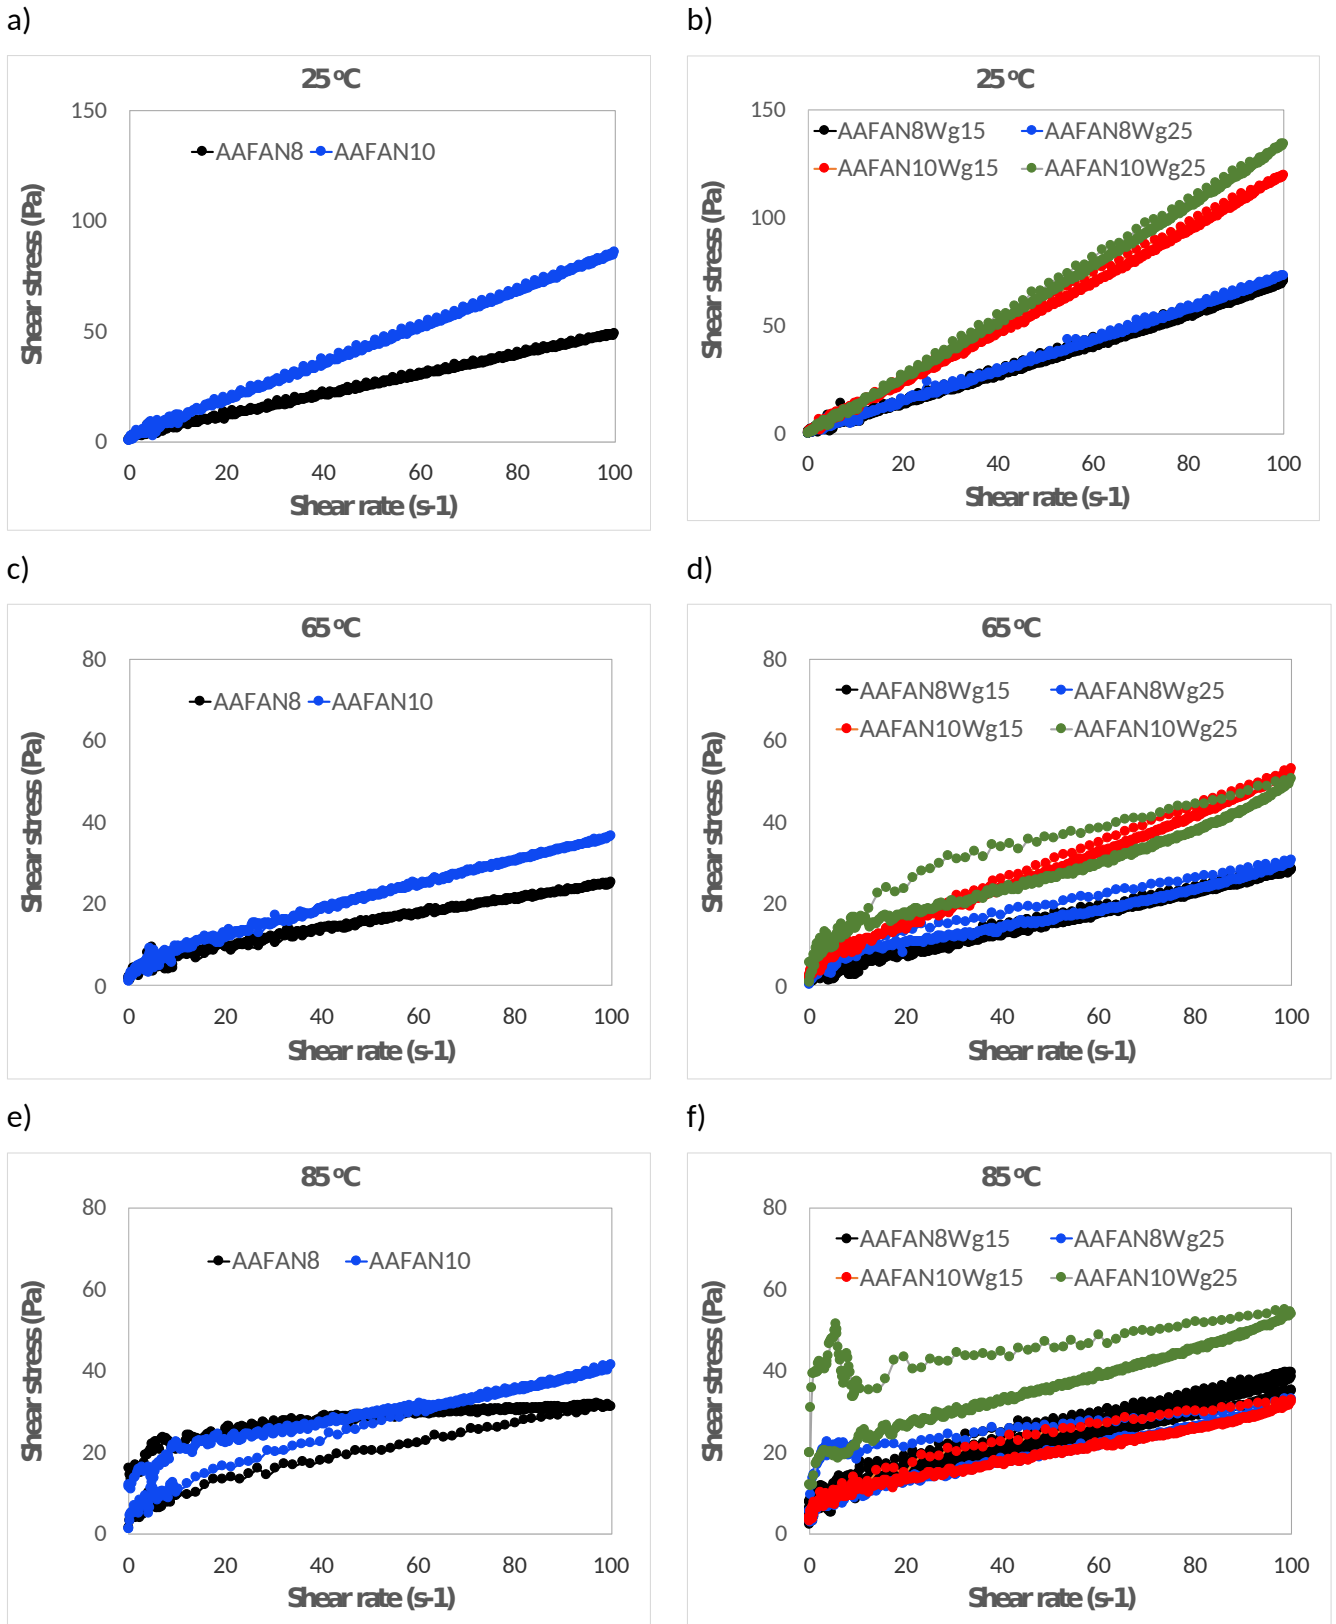 a)
25 ºC
150
100
50
0
AAFAN8 AAFAN10
Shear stress (Pa)
0 20 40 60 80 100
Shear rate (s-1)
b)
25 ºC
150
100
50
0
AAFAN8Wg15 AAFAN8Wg25
AAFAN10Wg15 AAFAN10Wg25
Shear stress (Pa)
0 20 40 60 80 100
Shear rate (s-1)
c)
65 ºC
80
60
40
20
0
AAFAN8 AAFAN10
Shear stress (Pa)
0 20 40 60 80 100
Shear rate (s-1)
d)
65 ºC
80
60
40
20
0
AAFAN8Wg15 AAFAN8Wg25
AAFAN10Wg15 AAFAN10Wg25
Shear stress (Pa)
0 20 40 60 80 100
Shear rate (s-1)
e)
85 ºC
80
60
40
20
0
AAFAN8 AAFAN10
Shear stress (Pa)
0 20 40 60 80 100
Shear rate (s-1)
f)
85 ºC
80
60
40
20
0
AAFAN8Wg15 AAFAN8Wg25
AAFAN10Wg15 AAFAN10Wg25
Shear stress (Pa)
0 20 40 60 80 100
Shear rate (s-1)